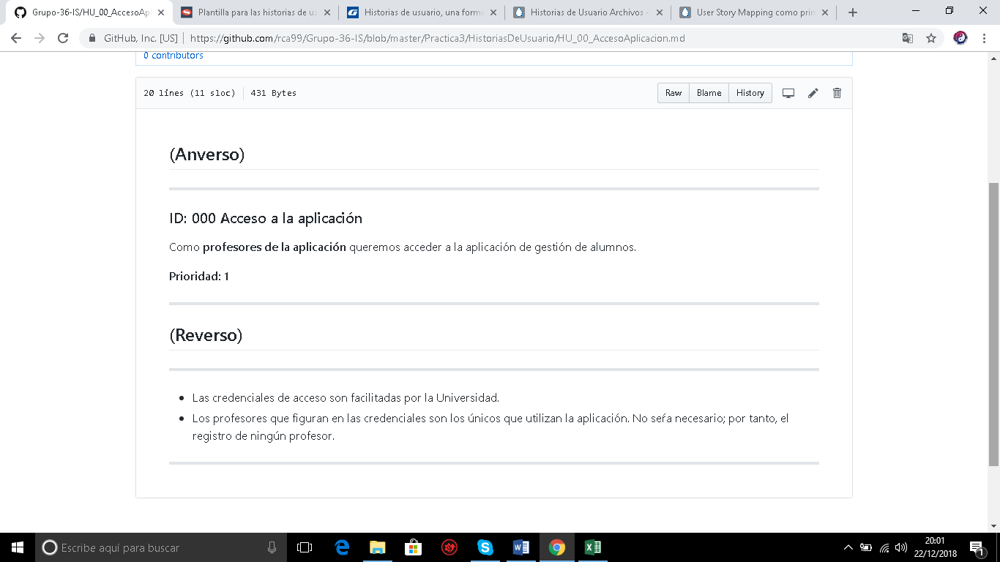 Grupo-36-IS/HU_00_AccesoApl
Plantilla para las historias de us
Historias de usuario, una forma
Historias de Usuario Archivos -
User Story Mapping como prin
GitHub, Inc. [US] | https://github.com/rca99/Grupo-36-IS/blob/master/Practica3/HistoriasDeUsuario/HU_00_AccesoAplicacion.md
0 contributors
20 lines (11 sloc) | 431 Bytes
Raw Blame History
(Anverso)
ID: 000 Acceso a la aplicación
Como profesores de la aplicación queremos acceder a la aplicación de gestión de alumnos.
Prioridad: 1
(Reverso)
Las credenciales de acceso son facilitadas por la Universidad.
Los profesores que figuran en las credenciales son los únicos que utilizan la aplicación. No seŕa necesario; por tanto, el
registro de ningún profesor.
Escribe aquí para buscar
20:01
22/12/2018
1